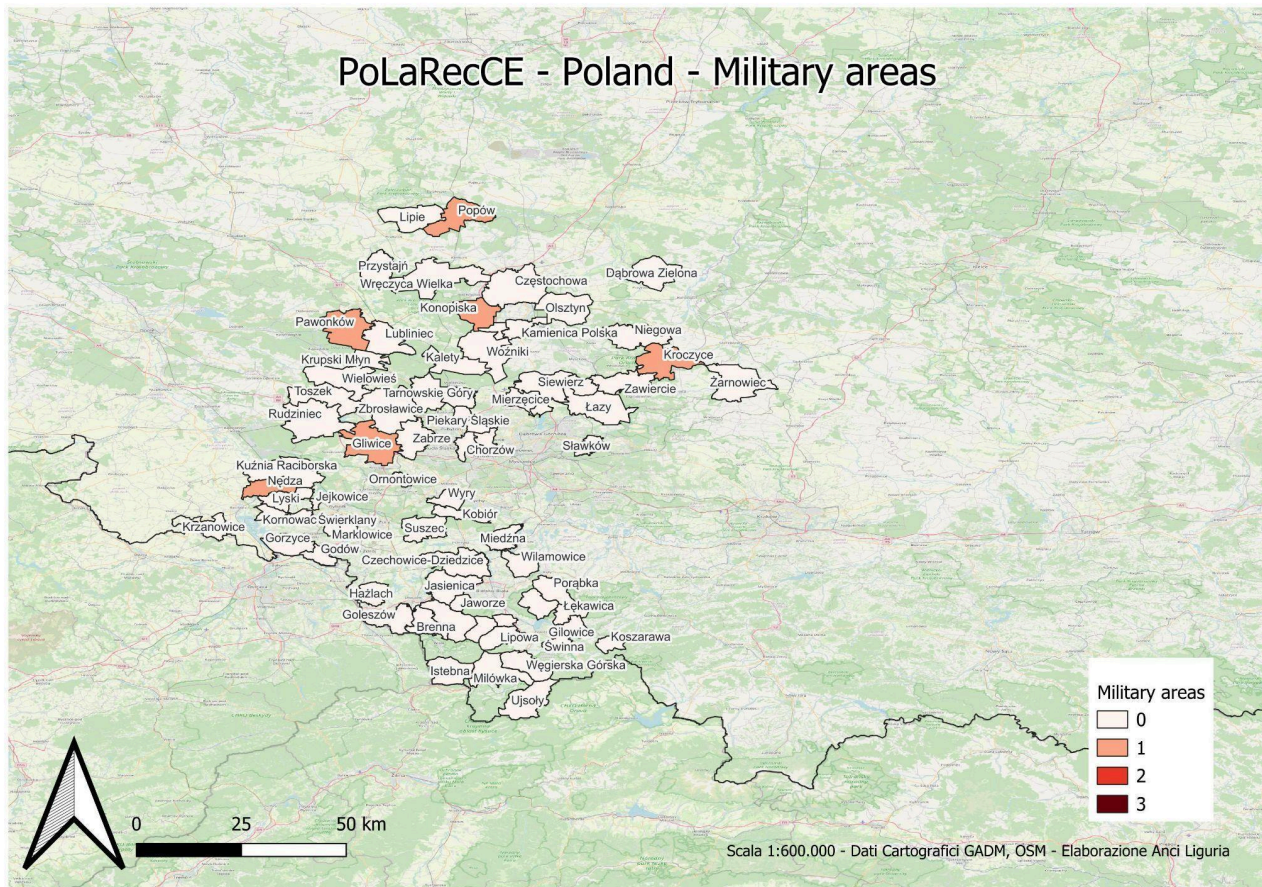 PoLaRecCE - Poland - Military areas
Lipie
Popów
Przystajń
Wręczyca Wielka
Częstochowa
Dąbrowa Zielona
Konopiska
Olsztyn
Pawonków
Lubliniec
Kamienica Polska
Niegowa
Kalety
Woźniki
Kroczyce
Krupski Młyn
Wielowieś
Siewierz
Zawiercie
Żarnowiec
Toszek
Tarnowskie Góry
Mierzęcice
Łazy
Rudziniec
Zbrosławice
Piekary Śląskie
Gliwice
Zabrze
Chorzów
Sławków
Kuźnia Raciborska
Nędza
Ornontowice
Lyski
Jejkowice
Wyry
Kobiór
Krzanowice
Kornowac
Świerklany
Suszec
Gorzyce
Marklowice
Miedźna
Godów
Czechowice-Dziedzice
Wilamowice
Hażlach
Jasienica
Porąbka
Jaworze
Łękawica
Goleszów
Brenna
Lipowa
Gilowice
Świnna
Koszarawa
Istebna
Milówka
Węgierska Górska
Ujsoły
Military areas
0
1
2
3
0 25 50 km
Scala 1:600.000 - Dati Cartografici GADM, OSM - Elaborazione Anci Liguria